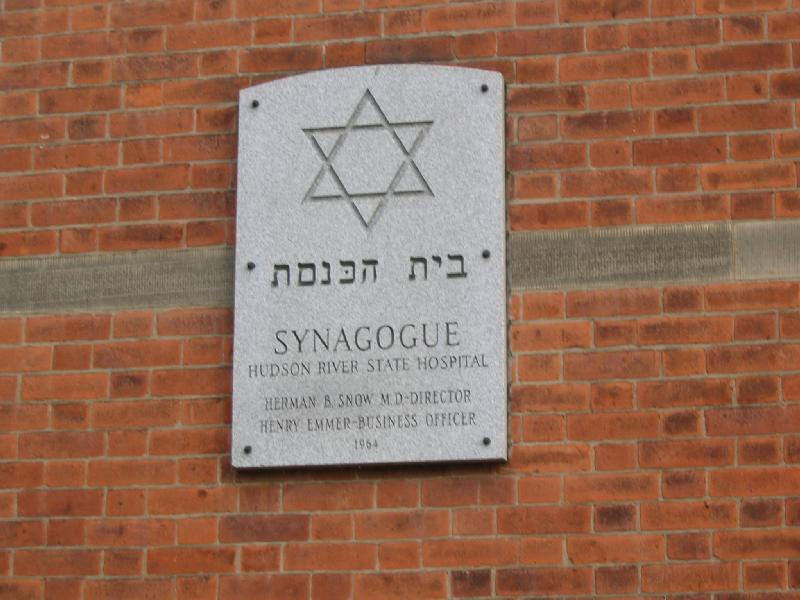 בית הכנסת
SYNAGOGUE
HUDSON RIVER STATE HOSPITAL
HERMAN B. SNOW M.D-DIRECTOR
HENRY EMMER-BUSINESS OFFICER
1964